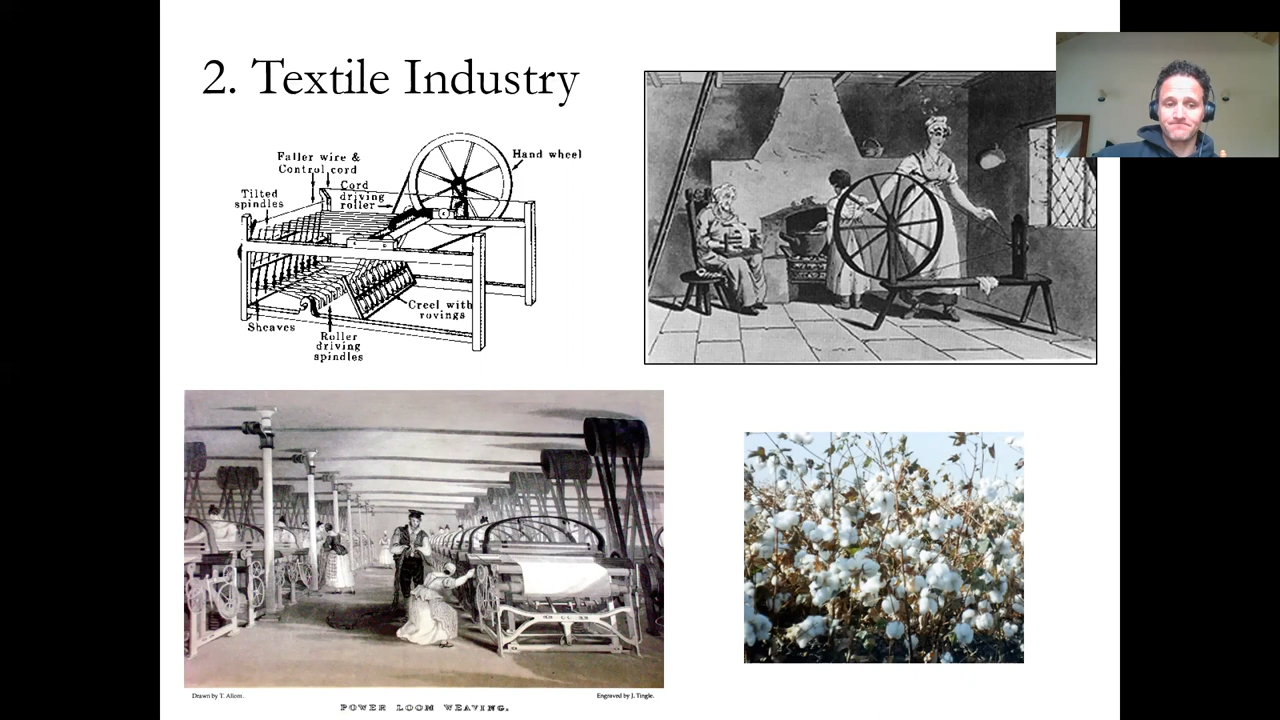 2. Textile Industry
Faller wire &
Control cord
Hand wheel
Tilted
spindles
Cord
driving
roller
Creel with
rovings
Sheaves
Roller
driving
spindles
Drawn by T. Allom.
Engraved by J. Tingle.
POWER LOOM WEAVING.